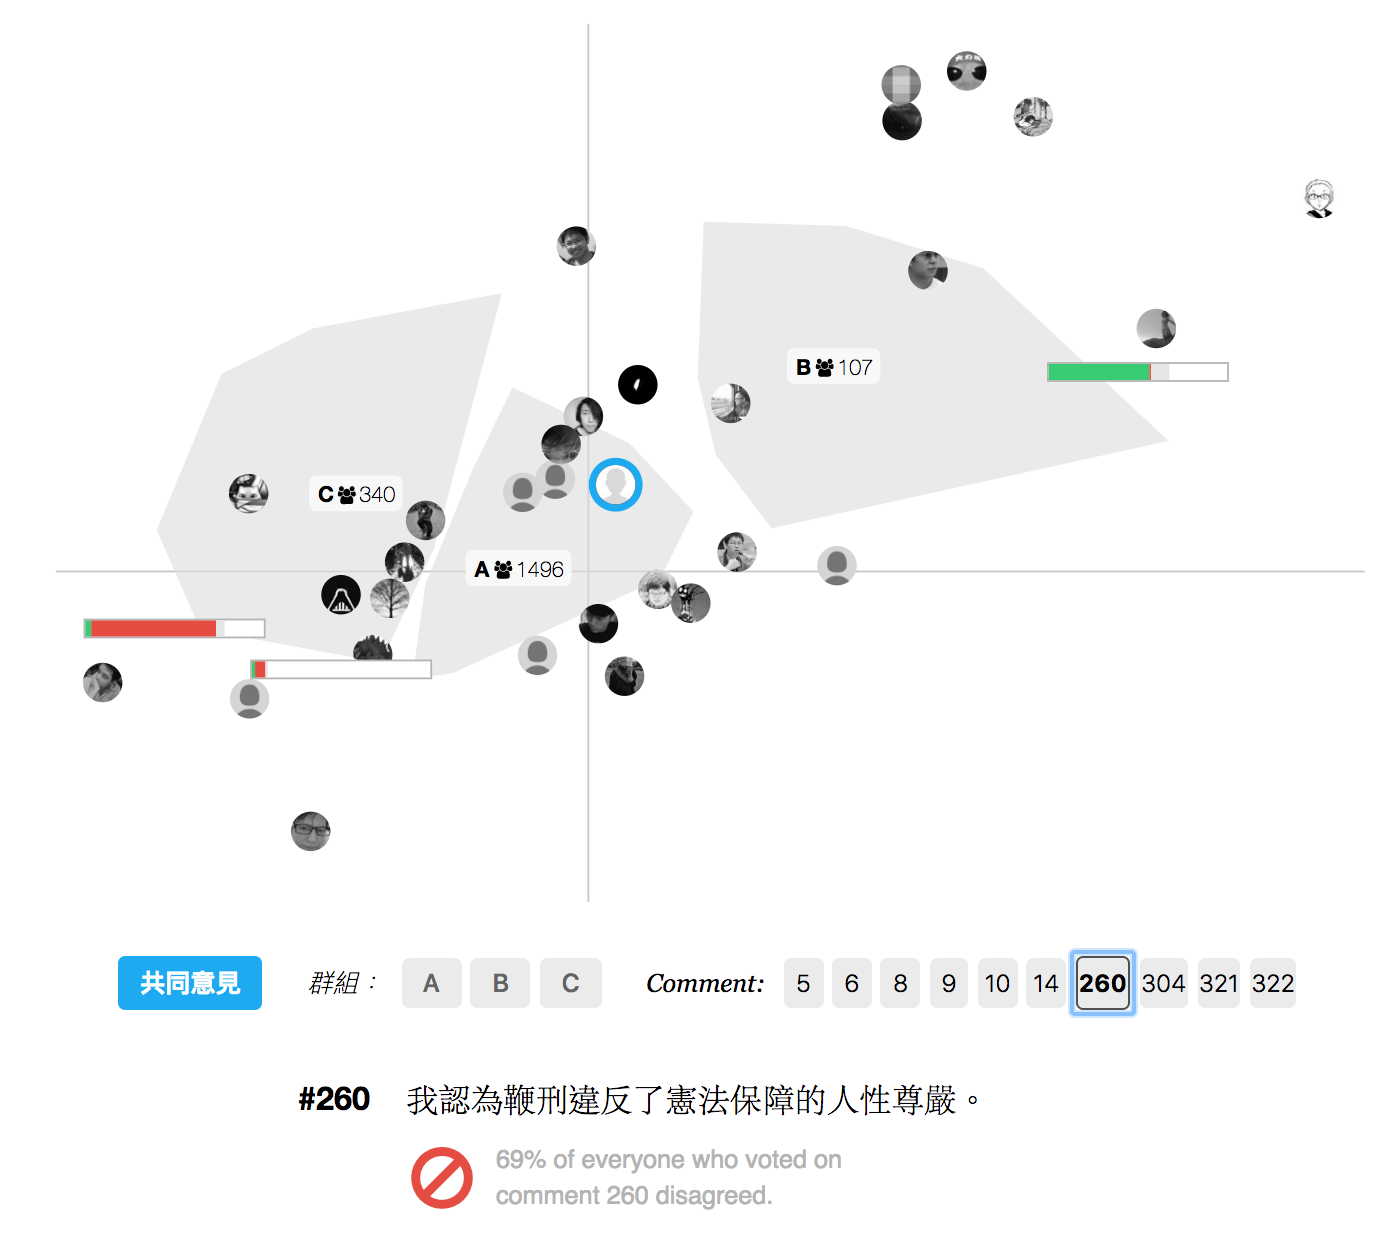 B 107
C 340
A 1496
共同意見 群組： A B C Comment: 5 6 8 9 10 14 260 304 321 322
#260 我認為鞭刑違反了憲法保障的人性尊嚴。
69% of everyone who voted on
comment 260 disagreed.